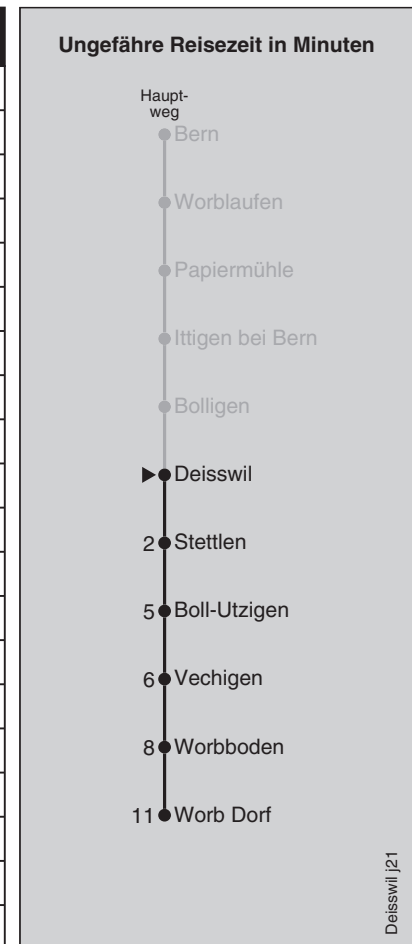 Ungefähre Reisezeit in Minuten
Haupt-
weg
Bern
Worblaufen
Papiermühle
Ittigen bei Bern
Bolligen
Deisswil
2 Stettlen
5 Boll-Utzigen
6 Vechigen
8 Worbboden
11 Worb Dorf
Deisswil j21